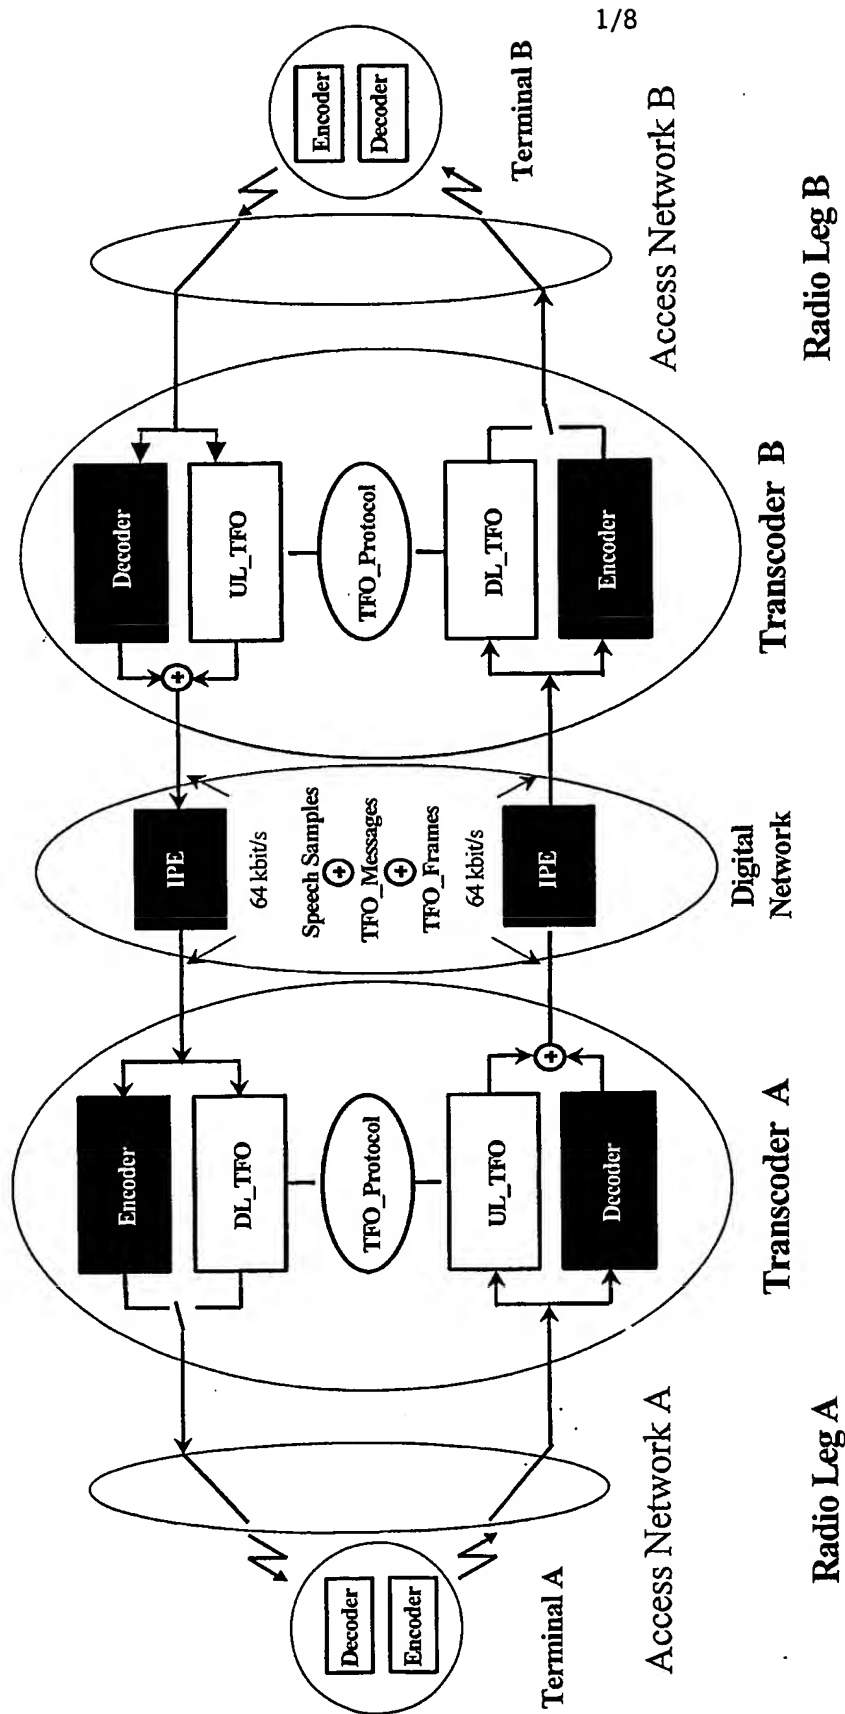 1/8
Decoder
Encoder
Terminal A
Access Network A
Radio Leg A
Encoder
DL_TFO
TFO_Protocol
UL_TFO
Decoder
Transcoder A
IPE
64 kbit/s
Speech Samples
+
TFO_Messages
+
TFO_Frames
64 kbit/s
IPE
Digital
Network
Decoder
+
UL_TFO
TFO_Protocol
DL_TFO
Encoder
+
Transcoder B
Encoder
Decoder
Terminal B
Access Network B
Radio Leg B